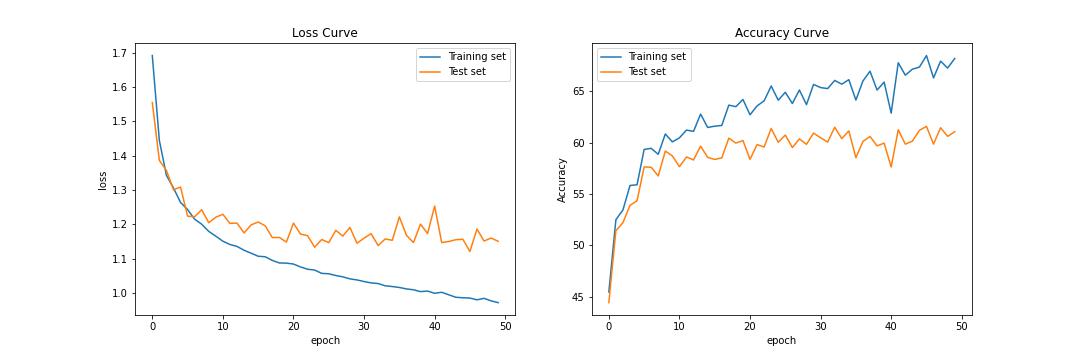 Loss Curve
1.7
1.6
1.5
1.4
1.3
1.2
1.1
1.0
loss
0 10 20 30 40 50
epoch
Training set
Test set
Accuracy Curve
65
60
55
50
45
Accuracy
0 10 20 30 40 50
epoch
Training set
Test set